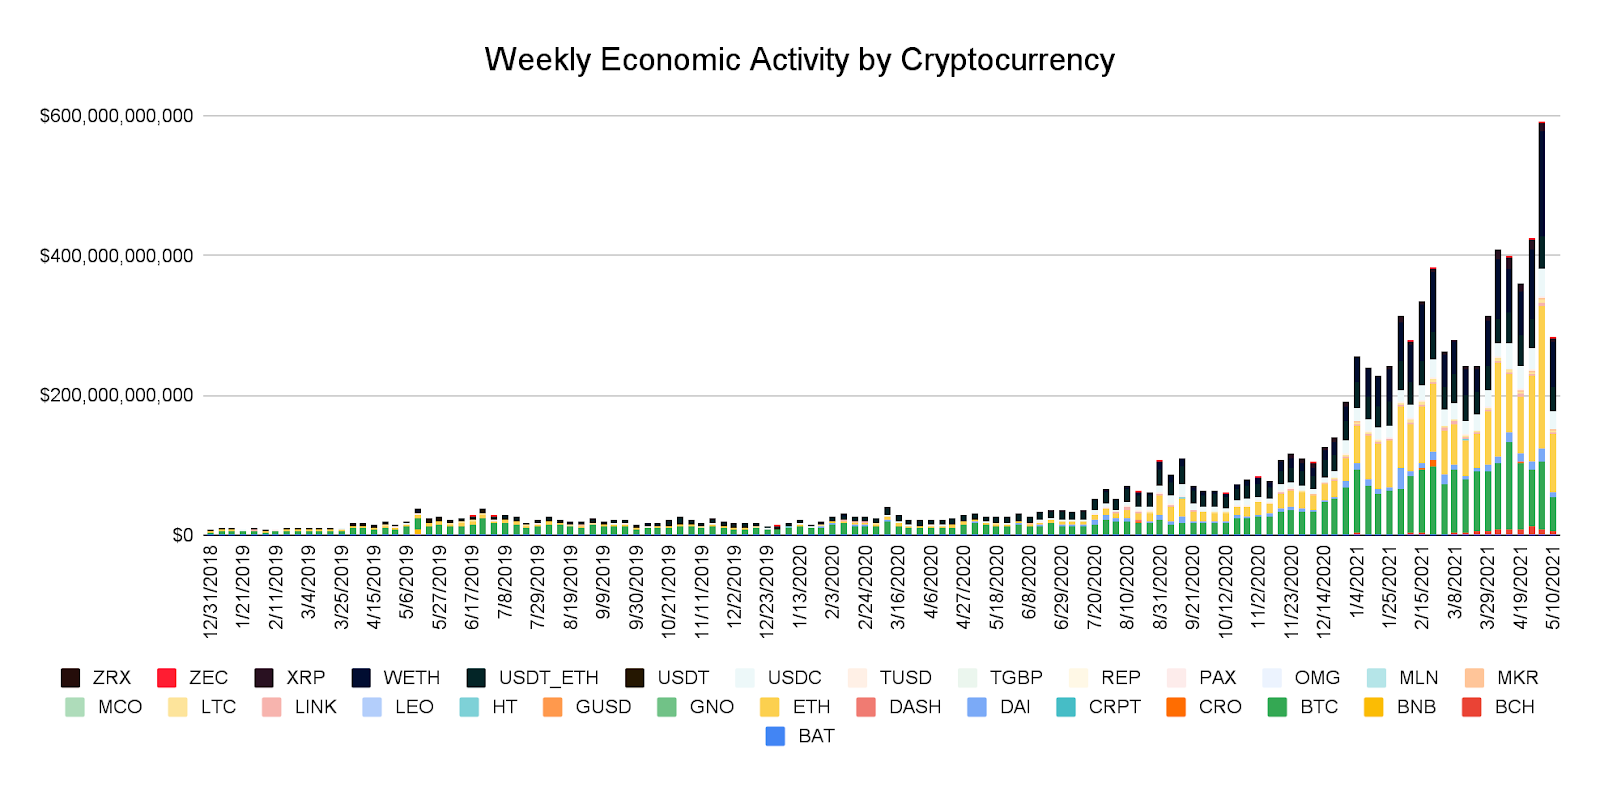 Weekly Economic Activity by Cryptocurrency
$600,000,000,000
$400,000,000,000
$200,000,000,000
$0
12/31/2018 1/21/2019 2/11/2019 3/4/2019 3/25/2019 4/15/2019 5/6/2019 5/27/2019 6/17/2019 7/8/2019 7/29/2019 8/19/2019 9/9/2019 9/30/2019 10/21/2019 11/11/2019 12/2/2019 12/23/2019 1/13/2020 2/3/2020 2/24/2020 3/16/2020 4/6/2020 4/27/2020 5/18/2020 6/8/2020 6/29/2020 7/20/2020 8/10/2020 8/31/2020 9/21/2020 10/12/2020 11/2/2020 11/23/2020 12/14/2020 1/4/2021 1/25/2021 2/15/2021 3/8/2021 3/29/2021 4/19/2021 5/10/2021
ZRX ZEC XRP WETH USDT_ETH USDT USDC TUSD TGBP REP PAX OMG MLN MKR
MCO LTC LINK LEO HT GUSD GNO ETH DASH DAI CRPT CRO BTC BNB BCH
BAT